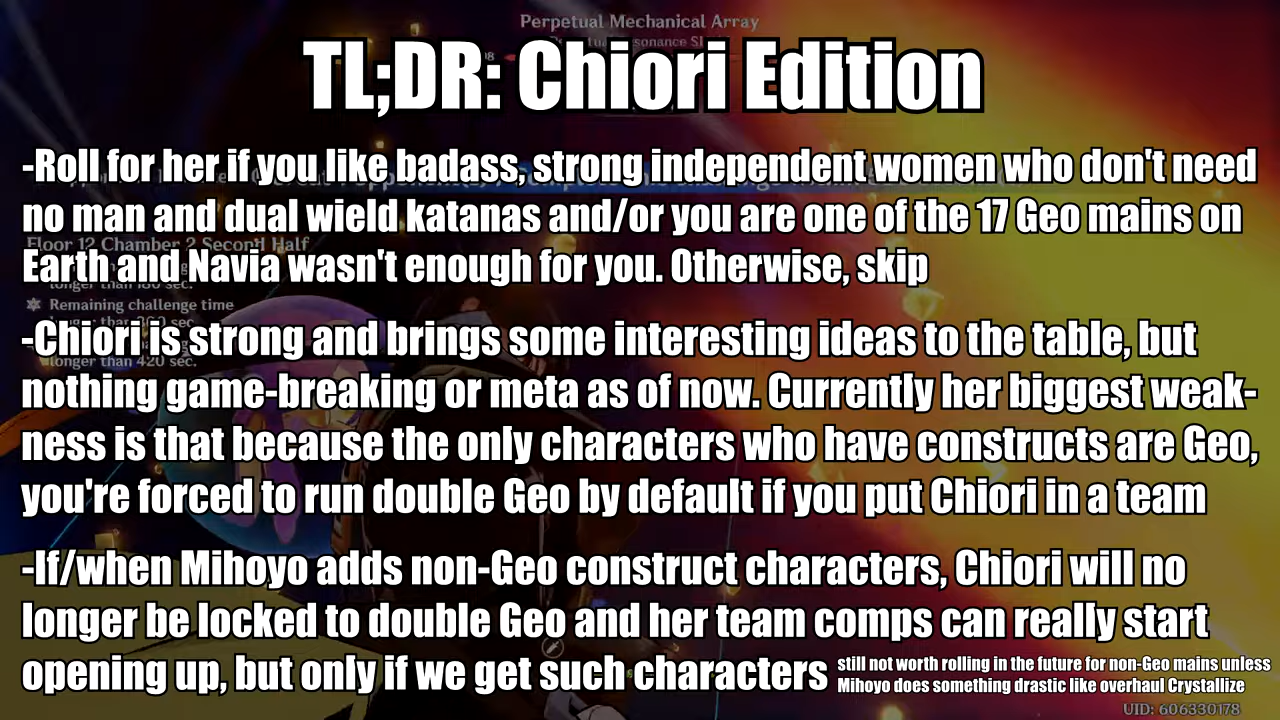 Perpetual Mechanical Array
TL;DR: Chiori Edition
-Roll for her if you like badass, strong independent women who don't need
no man and dual wield katanas and/or you are one of the 17 Geo mains on
Floor 12 Chamber 2 Second Half
Earth and Navia wasn't enough for you. Otherwise, skip
longer than 180 sec.
Remaining challenge time
-Chiori is strong and brings some interesting ideas to the table, but
longer than 420 sec.
nothing game-breaking or meta as of now. Currently her biggest weak-
ness is that because the only characters who have constructs are Geo,
you're forced to run double Geo by default if you put Chiori in a team
-If/when Mihoyo adds non-Geo construct characters, Chiori will no
longer be locked to double Geo and her team comps can really start
opening up, but only if we get such characters
still not worth rolling in the future for non-Geo mains unless
Mihoyo does something drastic like overhaul Crystallize
UID: 606330178